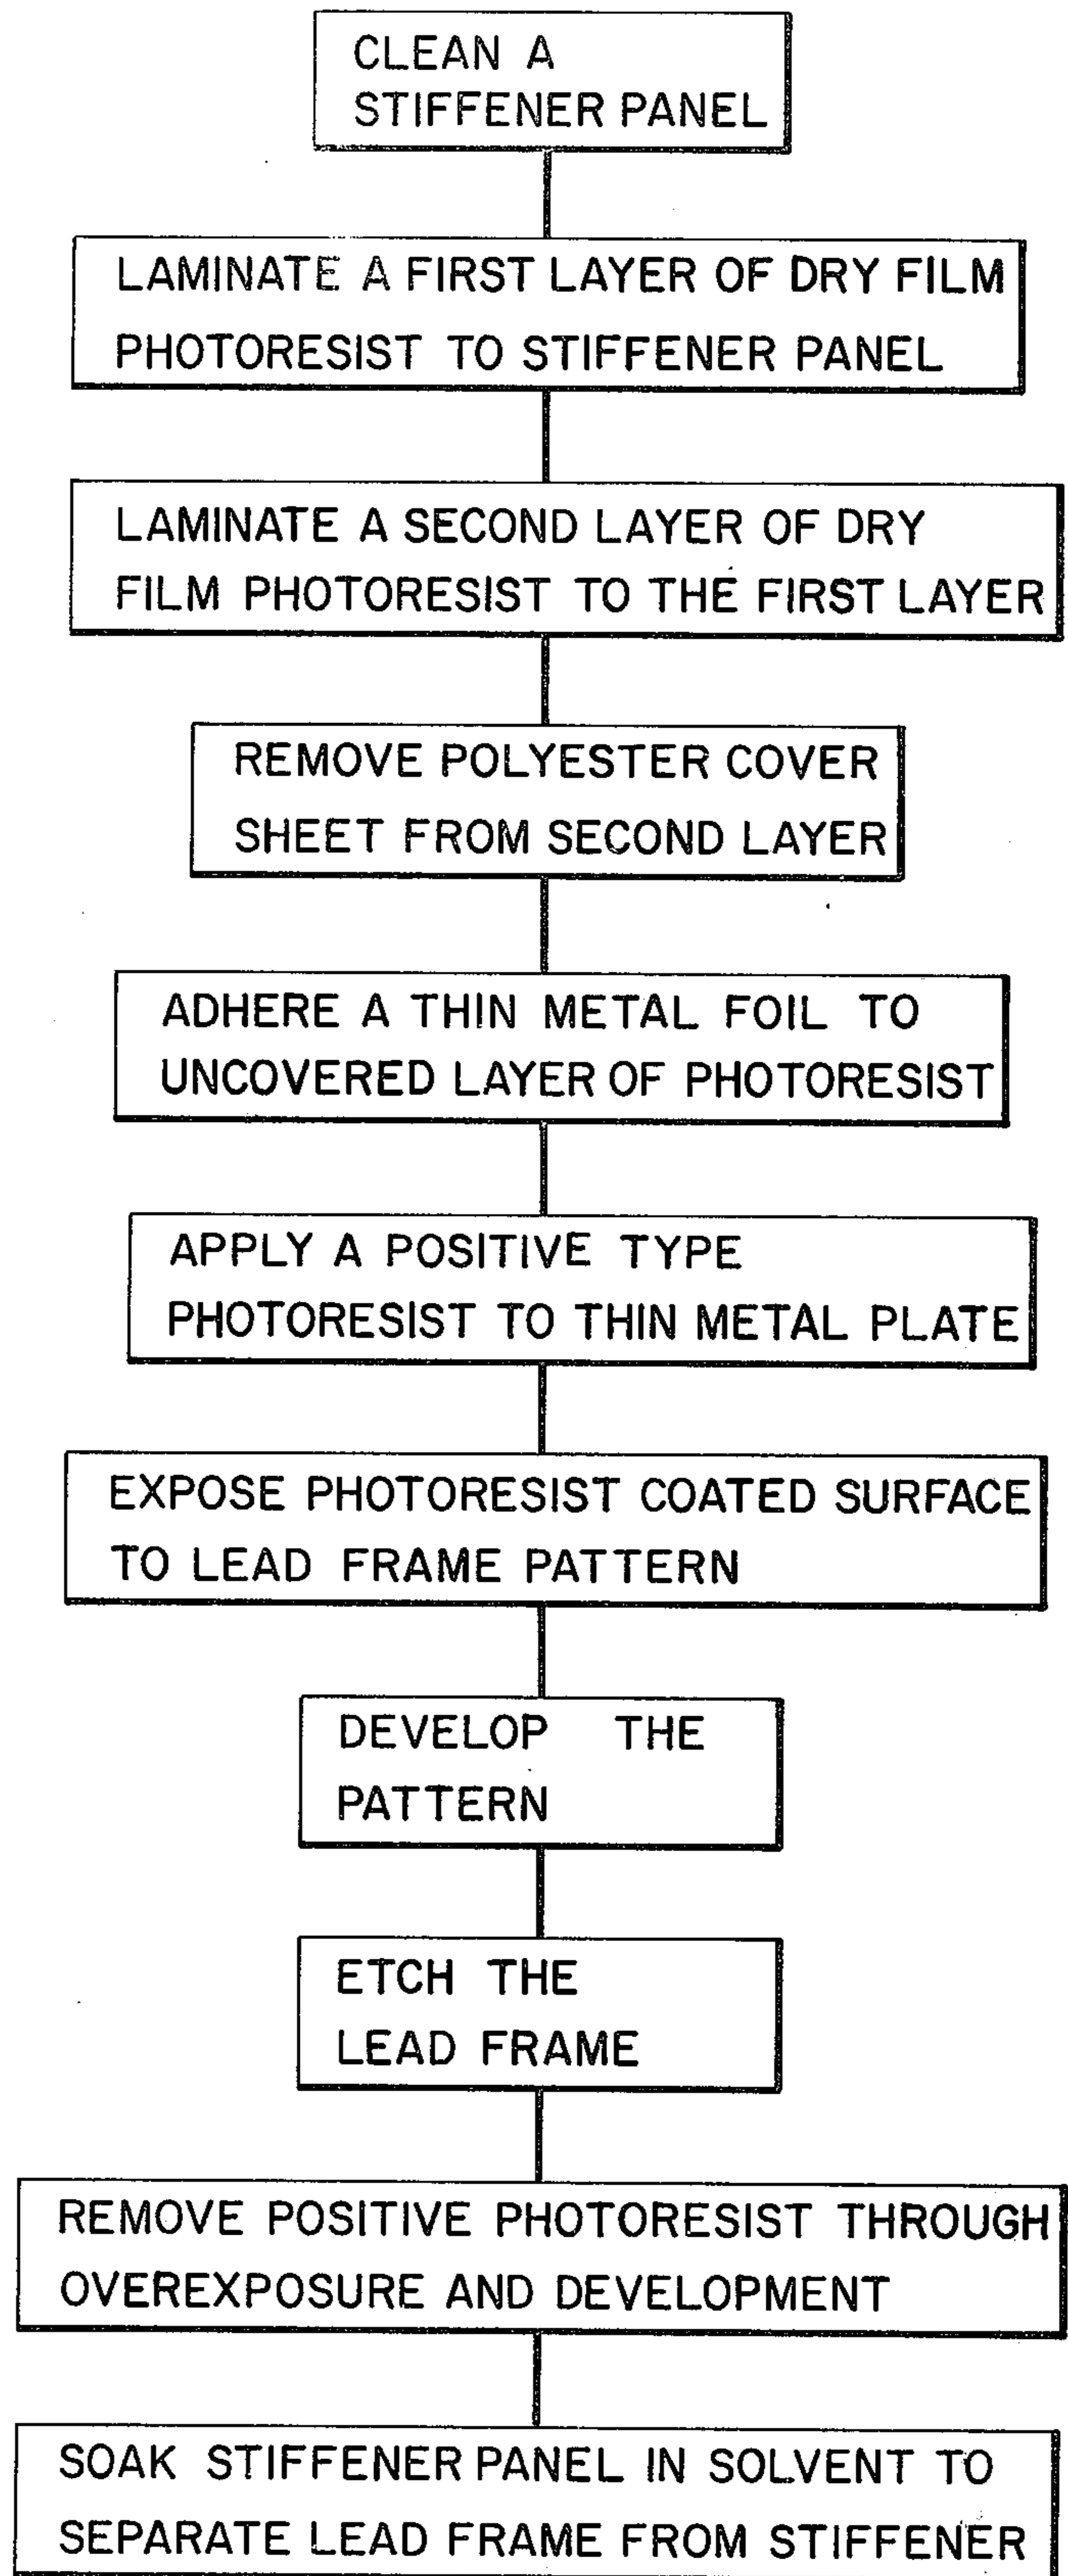 CLEAN A
STIFFENER PANEL
LAMINATE A FIRST LAYER OF DRY FILM
PHOTORESIST TO STIFFENER PANEL
LAMINATE A SECOND LAYER OF DRY
FILM PHOTORESIST TO THE FIRST LAYER
REMOVE POLYESTER COVER
SHEET FROM SECOND LAYER
ADHERE A THIN METAL FOIL TO
UNCOVERED LAYER OF PHOTORESIST
APPLY A POSITIVE TYPE
PHOTORESIST TO THIN METAL PLATE
EXPOSE PHOTORESIST COATED SURFACE
TO LEAD FRAME PATTERN
DEVELOP THE
PATTERN
ETCH THE
LEAD FRAME
REMOVE POSITIVE PHOTORESIST THROUGH
OVEREXPOSURE AND DEVELOPMENT
SOAK STIFFENER PANEL IN SOLVENT TO
SEPARATE LEAD FRAME FROM STIFFENER